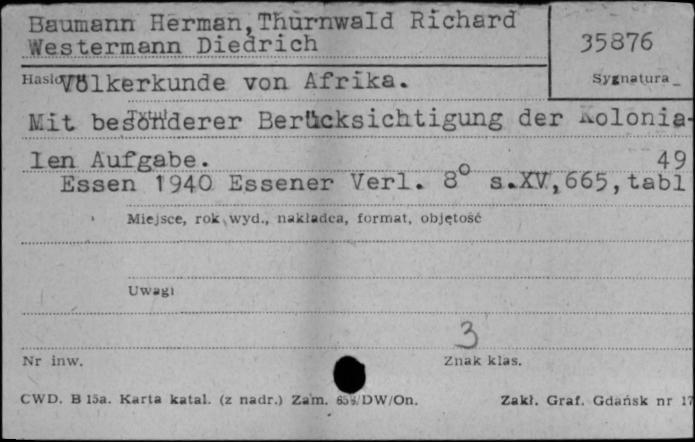 Baumann Herman,Thurnwald Richard
Westermann Diedrich
35876
Hasło Völkerkunde von Afrika.
Sygnatura
Tytuł
Mit besonderer Berücksichtigung der Kolonia-
len Aufgabe. 49
Essen 1940 Essener Verl. 8° s.XV,665,tabl
Miejsce, rok wyd., nakładca, format, objętość
Uwagi
3
Nr inw. Znak klas.
CWD. B 15a. Karta katal. (z nadr.) Zam. /DW/On. Zakł. Graf. Gdańsk nr 17